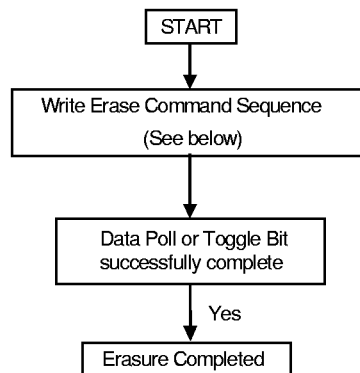 START
Write Erase Command Sequence
(See below)
Data Poll or Toggle Bit
successfully complete
Yes
Erasure Completed